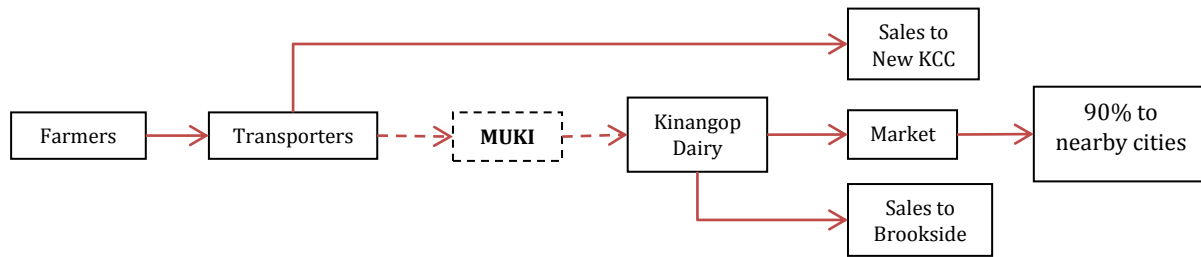 Sales to
New KCC
Farmers
Transporters
MUKI
Kinangop
Dairy
Market
90% to
nearby cities
Sales to
Brookside